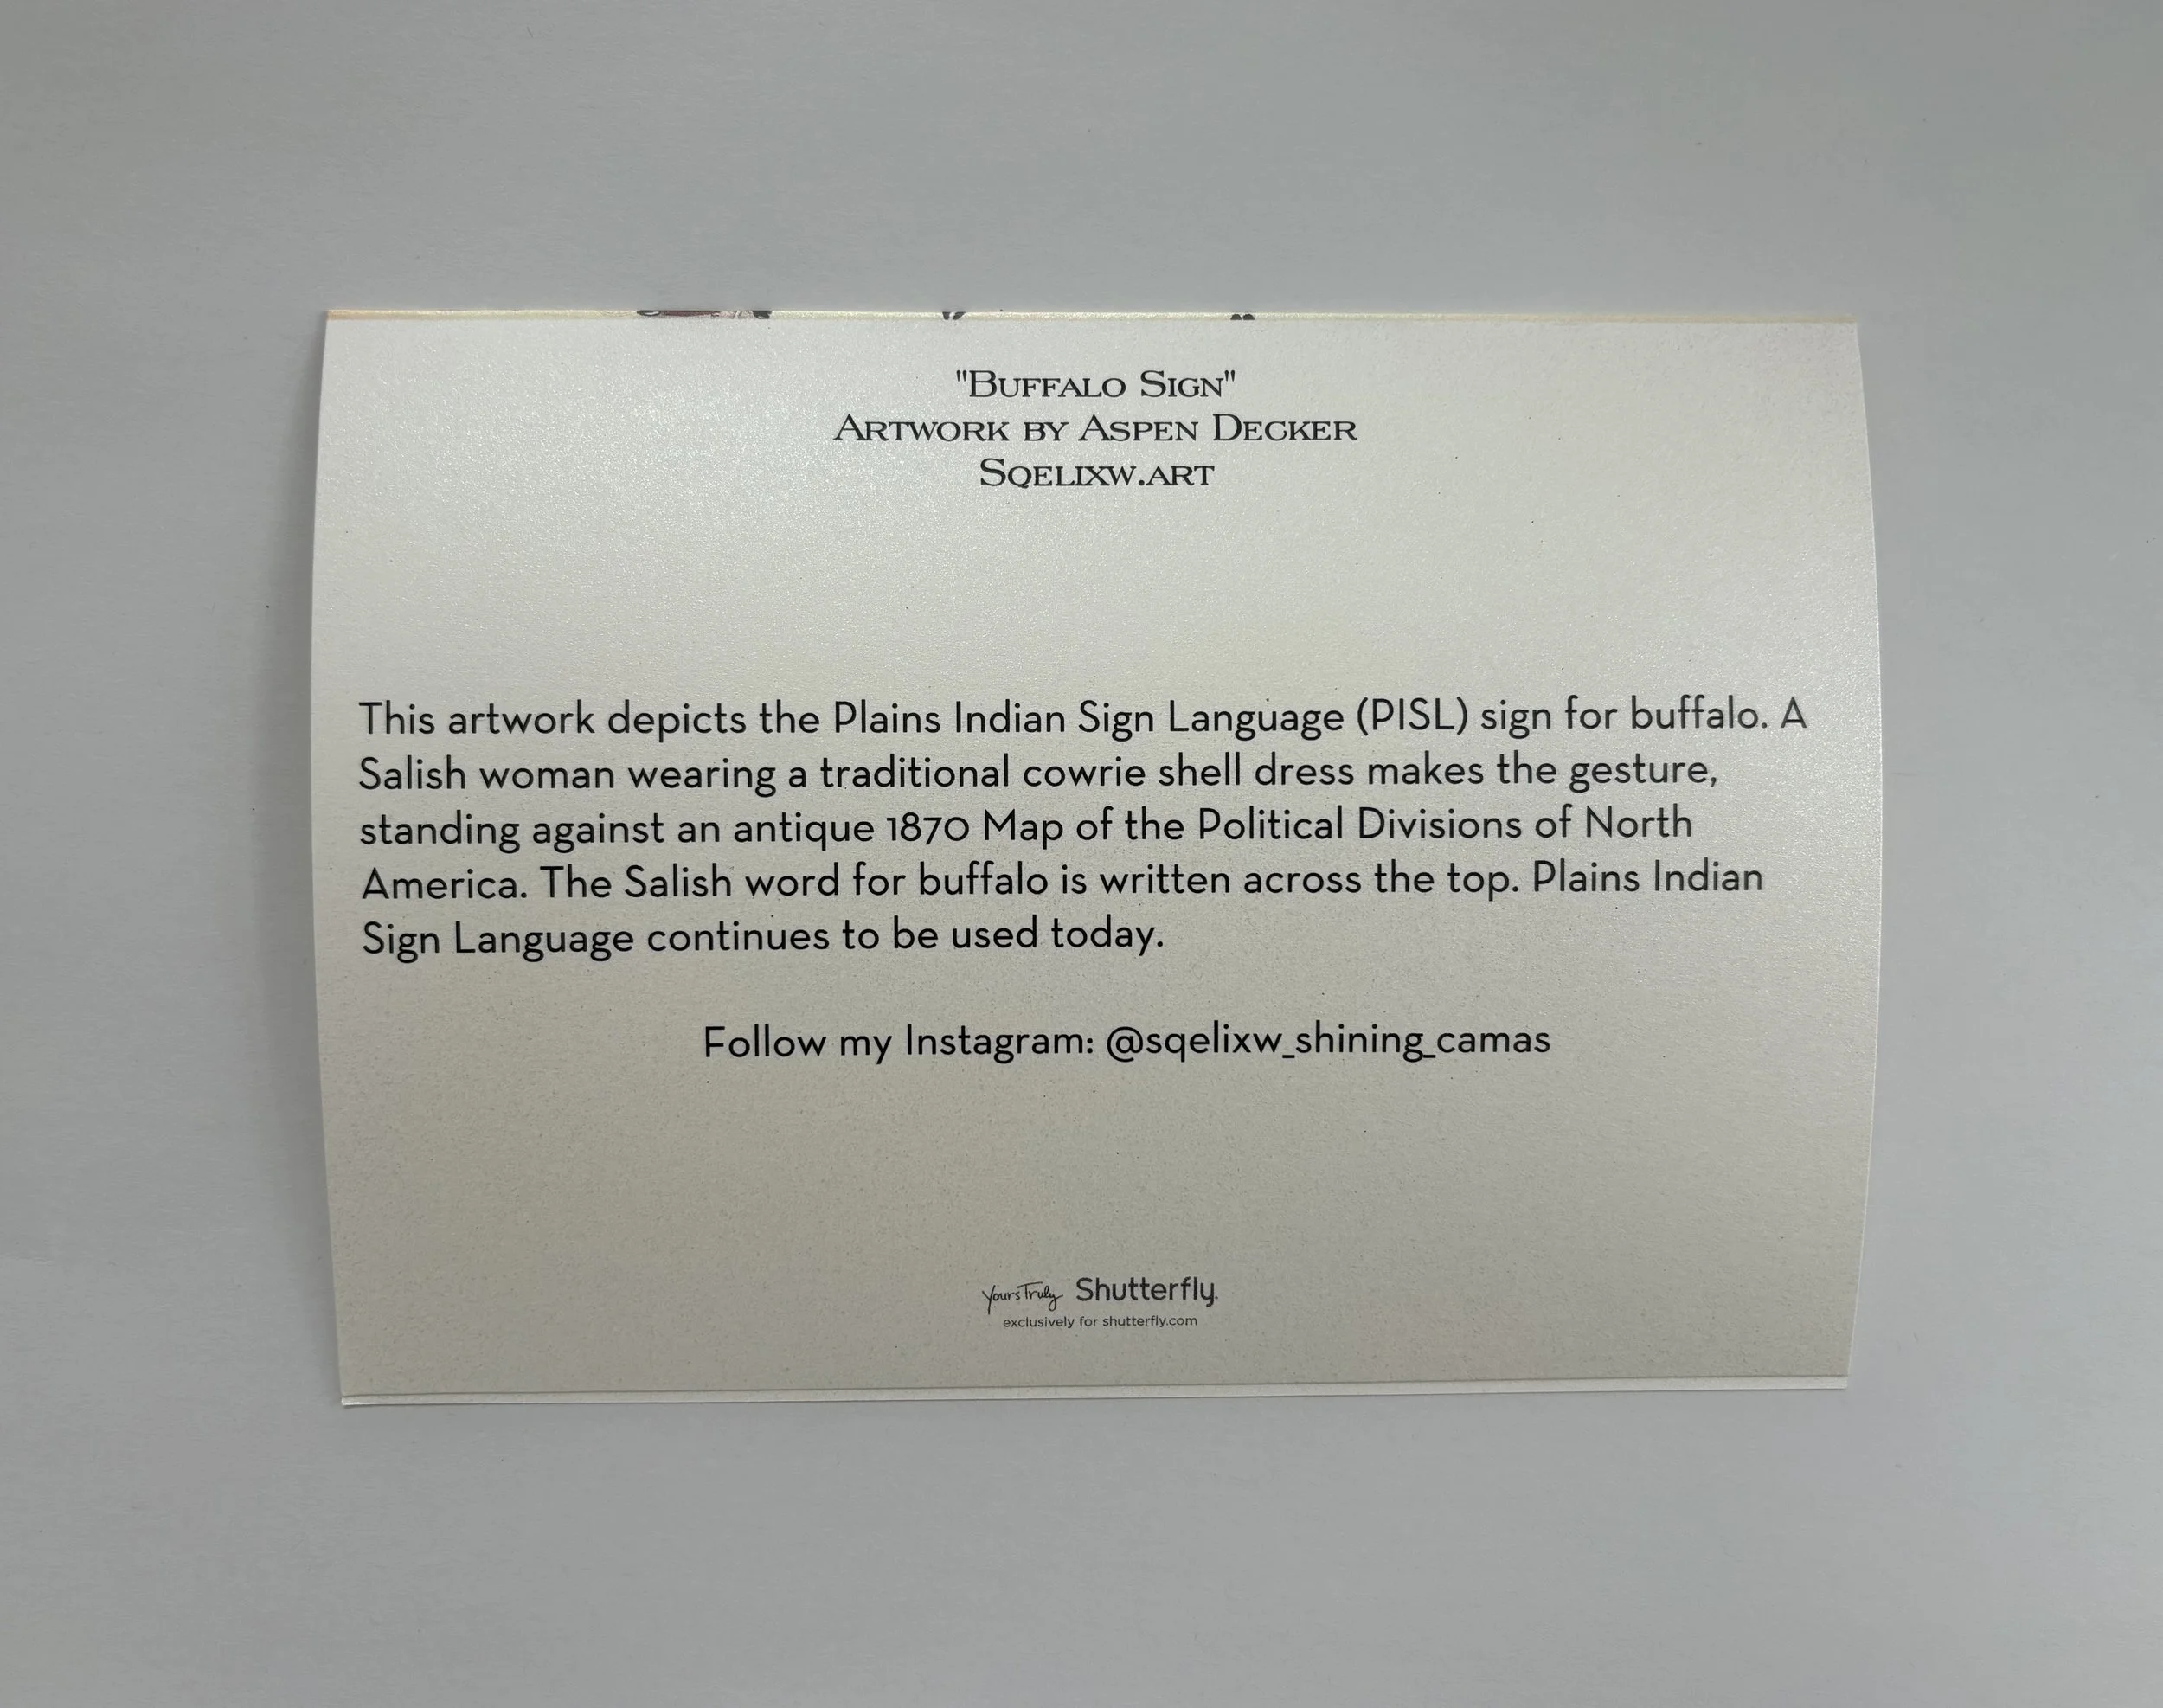 "Buffalo Sign"
Artwork by Aspen Decker
Sqelixw.art
This artwork depicts the Plains Indian Sign Language (PISL) sign for buffalo. A
Salish woman wearing a traditional cowrie shell dress makes the gesture,
standing against an antique 1870 Map of the Political Divisions of North
America. The Salish word for buffalo is written across the top. Plains Indian
Sign Language continues to be used today.
Follow my Instagram: @sqelixw_shining_camas
Yours Truly Shutterfly.
exclusively for shutterfly.com